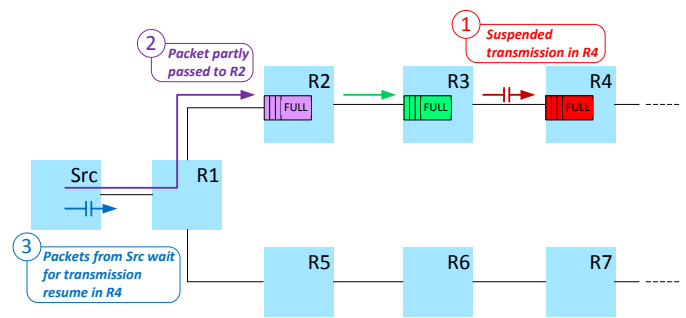 1
Suspended
transmission in R4
2
Packet partly
passed to R2
R2
R3
R4
FULL
FULL
FULL
Src
R1
3
Packets from Src wait
for transmission
resume in R4
R5
R6
R7